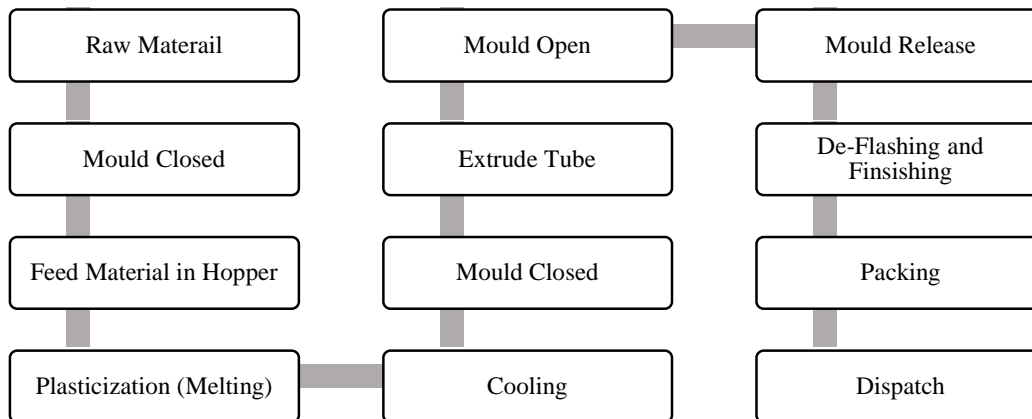 Raw Materail
Mould Closed
Feed Material in Hopper
Plasticization (Melting)
Cooling
Mould Closed
Extrude Tube
Mould Open
Mould Release
De-Flashing and
Finsishing
Packing
Dispatch